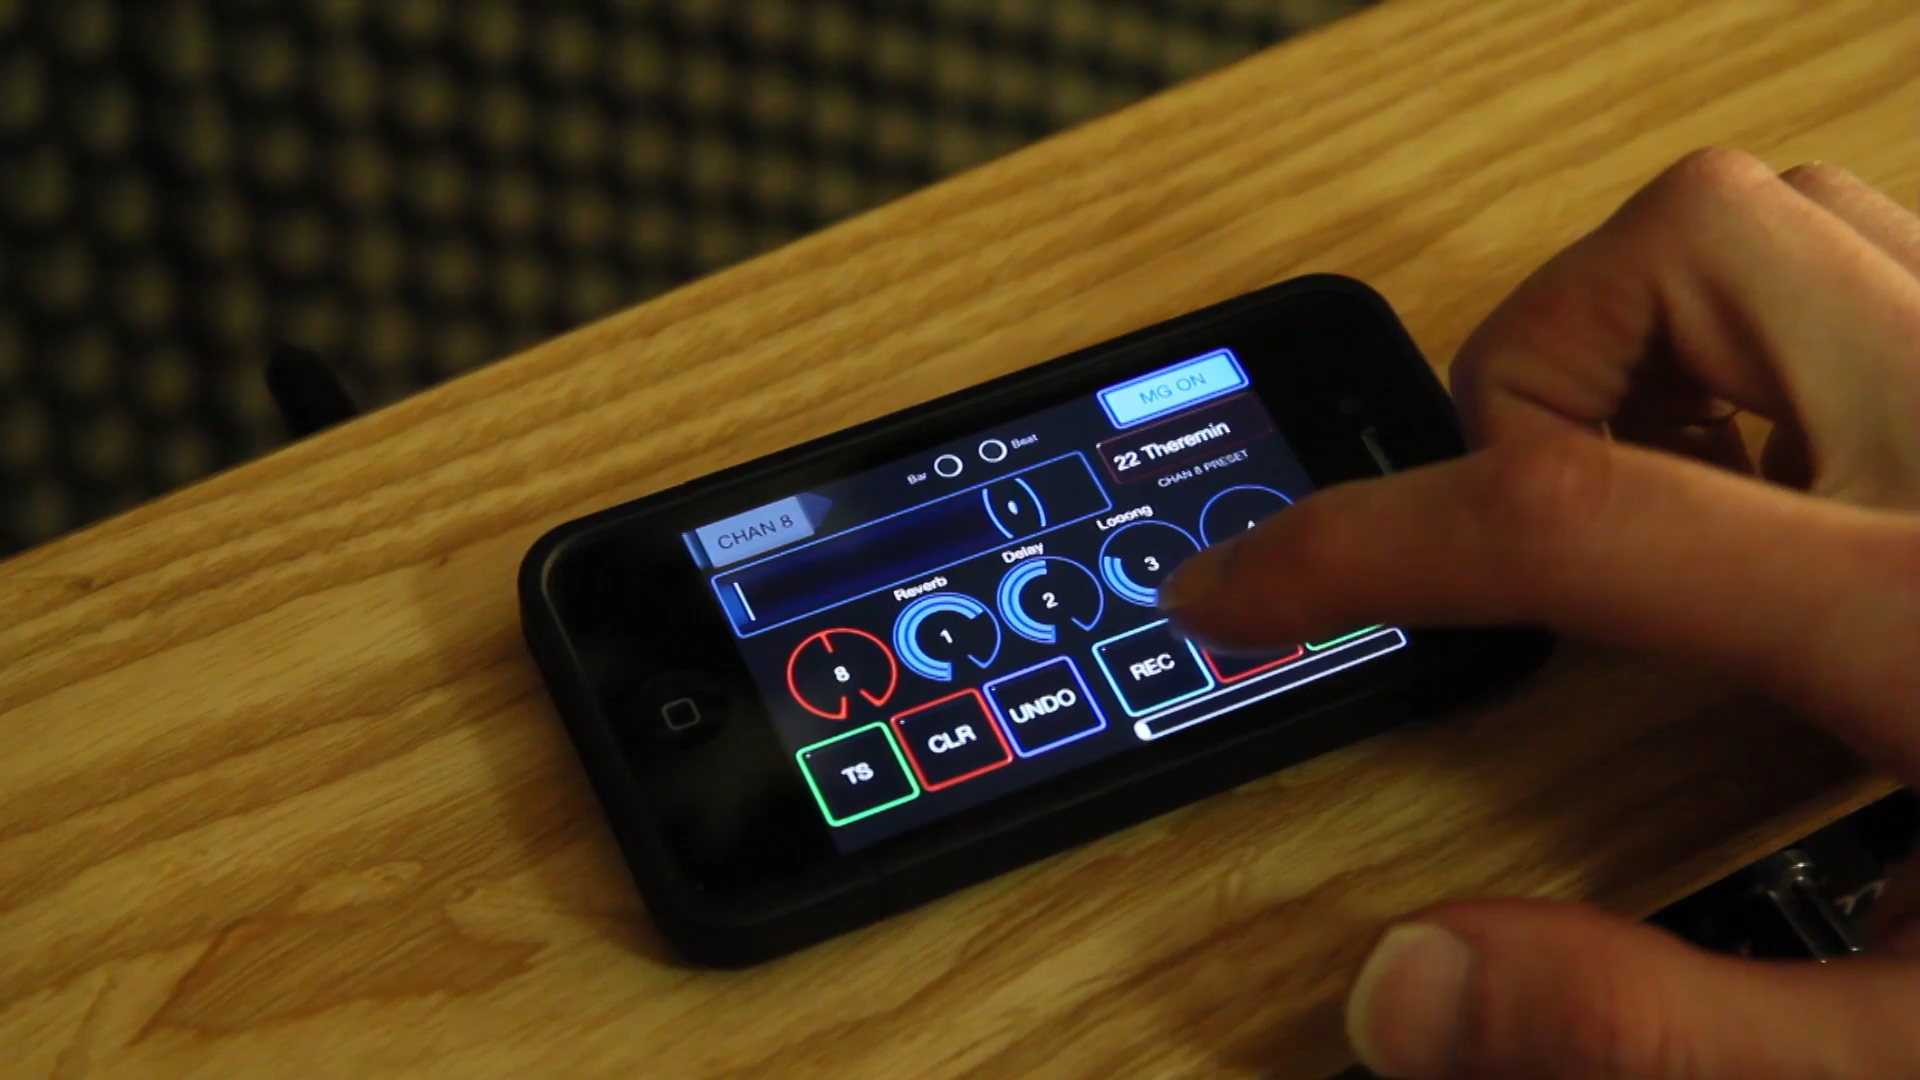 MG ON
Bar
Beat
22 Theremin
CHAN 8 PRESET
CHAN 8
Reverb
Delay
Looong
8
1
2
3
4
TS
CLR
UNDO
REC